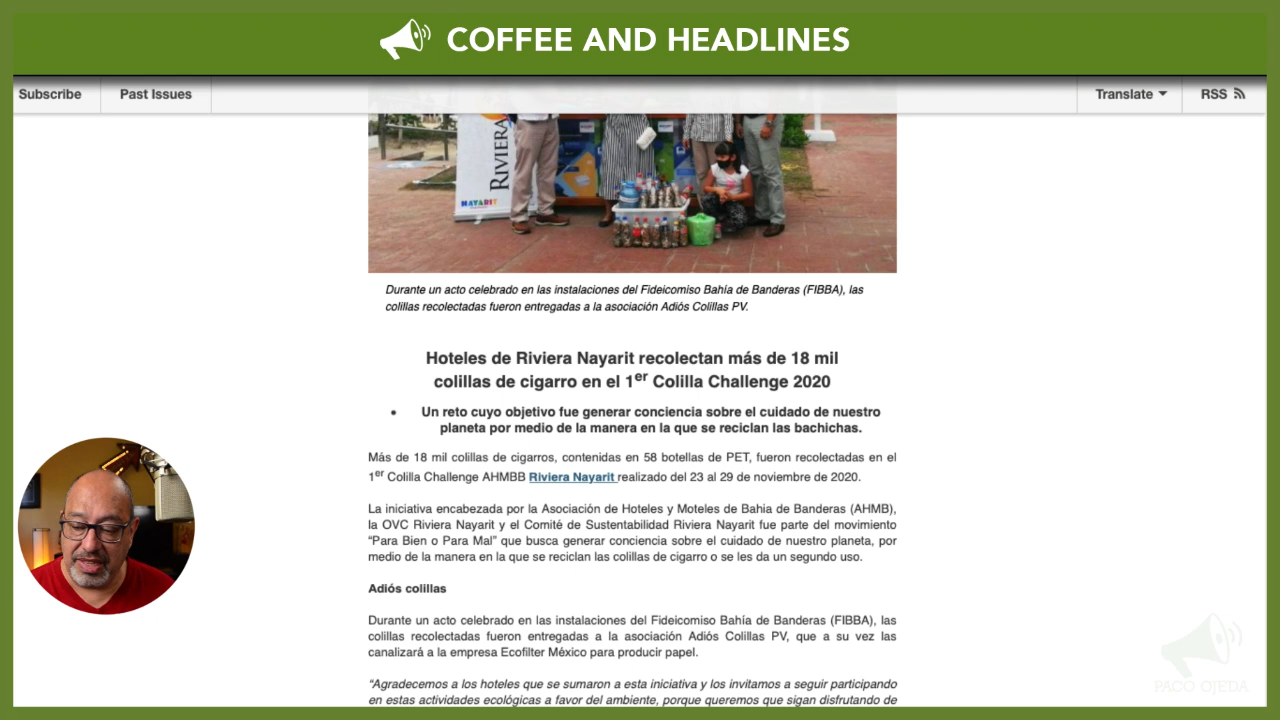 COFFEE AND HEADLINES
Subscribe
Past Issues
Translate
RSS
RIVIERA
NAYARIT
Durante un acto celebrado en las instalaciones del Fideicomiso Bahía de Banderas (FIBBA), las
colillas recolectadas fueron entregadas a la asociación Adiós Colillas PV.
Hoteles de Riviera Nayarit recolectan más de 18 mil
colillas de cigarro en el 1er Colilla Challenge 2020
• Un reto cuyo objetivo fue generar conciencia sobre el cuidado de nuestro
planeta por medio de la manera en la que se reciclan las bachichas.
Más de 18 mil colillas de cigarros, contenidas en 58 botellas de PET, fueron recolectadas en el
1er Colilla Challenge AHMBB Riviera Nayarit realizado del 23 al 29 de noviembre de 2020.
La iniciativa encabezada por la Asociación de Hoteles y Moteles de Bahia de Banderas (AHMB),
la OVC Riviera Nayarit y el Comité de Sustentabilidad Riviera Nayarit fue parte del movimiento
“Para Bien o Para Mal” que busca generar conciencia sobre el cuidado de nuestro planeta, por
medio de la manera en la que se reciclan las colillas de cigarro o se les da un segundo uso.
Adiós colillas
Durante un acto celebrado en las instalaciones del Fideicomiso Bahía de Banderas (FIBBA), las
colillas recolectadas fueron entregadas a la asociación Adiós Colillas PV, que a su vez las
canalizará a la empresa Ecofilter México para producir papel.
“Agradecemos a los hoteles que se sumaron a esta iniciativa y los invitamos a seguir participando
en estas actividades ecológicas a favor del ambiente, porque queremos que sigan disfrutando de
PACO OJEDA